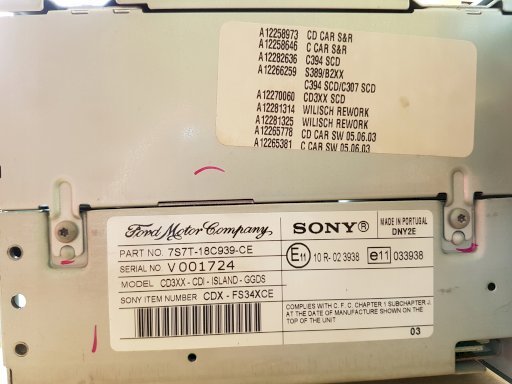 A12258973 CD CAR S&R
A12258646 C CAR S&R
A12282636 C394 SCD
A12266259 S389/B2XX
C394 SCD/C307 SCD
A12270060 CD3XX SCD
A12281314 WILISCH REWORK
A12281325 WILISCH REWORK
A12265778 CD CAR SW 05.06.03
A12265381 C CAR SW 05.06.03
Ford Motor Company
PART NO. 7S7T-18C939-CE
SERIAL NO V001724
MODEL CD3XX - CDI - ISLAND - GGDS
SONY ITEM NUMBER CDX - FS34XCE
SONY®
MADE IN PORTUGAL
DNY2E
E11 10 R- 02 3938
e11 033938
COMPLIES WITH C. F. C. CHAPTER 1 SUBCHAPTER J.
AT THE DATE OF MANUFACTURE SHOWN ON THE
TOP OF THE UNIT
03